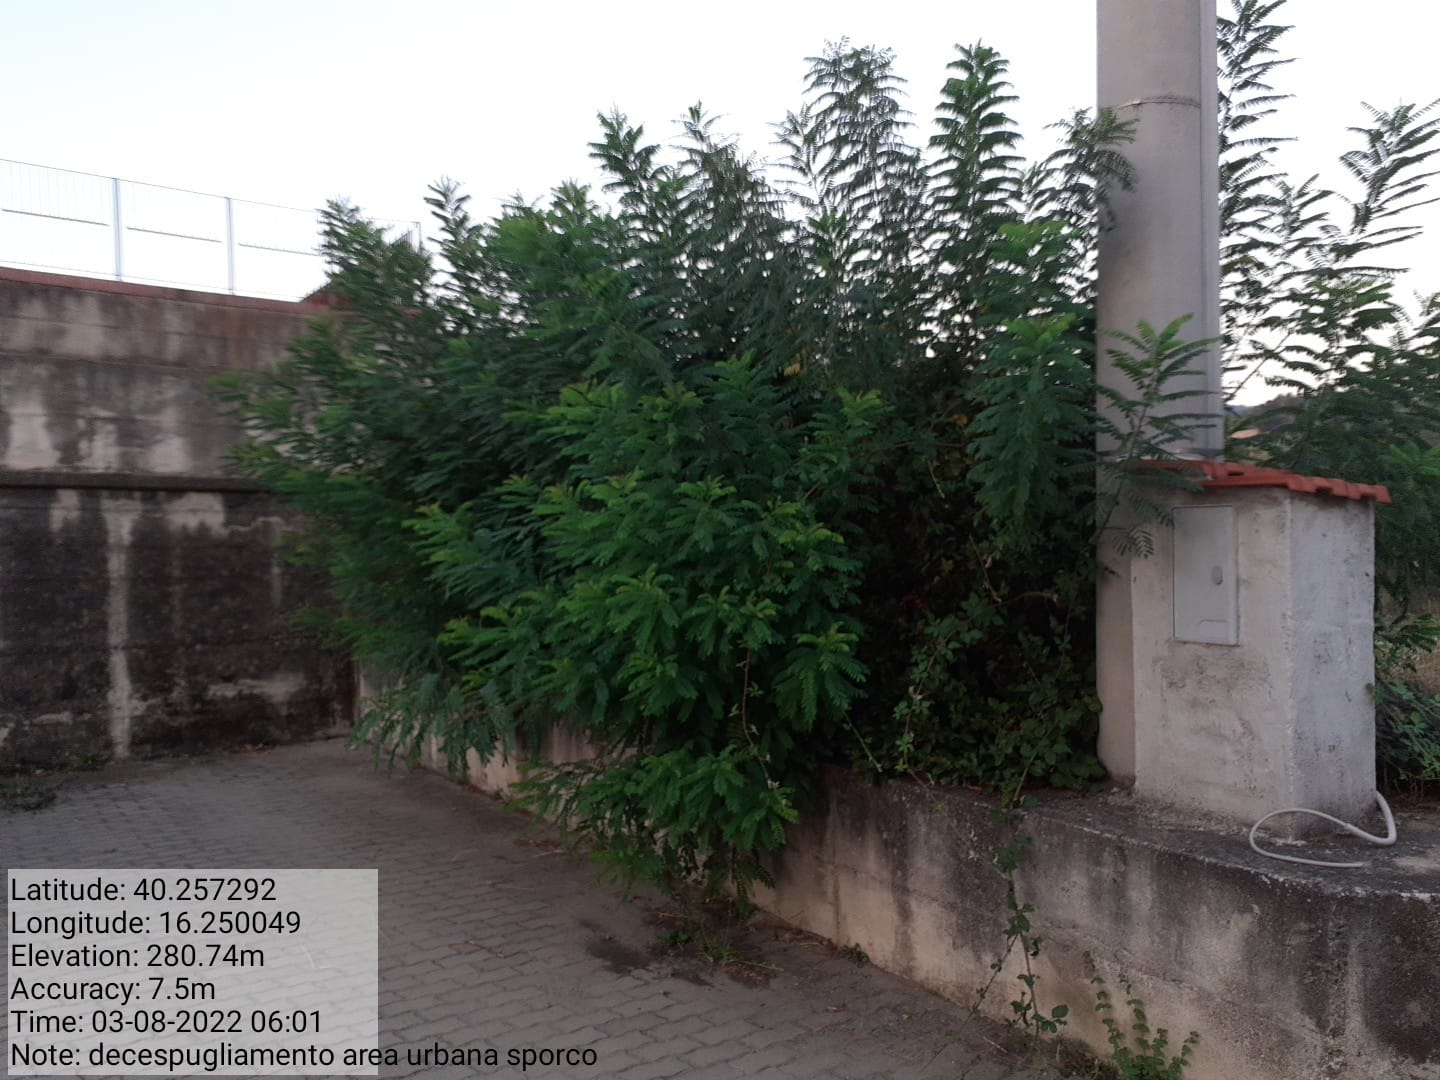 Latitude: 40.257292
Longitude: 16.250049
Elevation: 280.74m
Accuracy: 7.5m
Time: 03-08-2022 06:01
Note: decespugliamento area urbana sporco